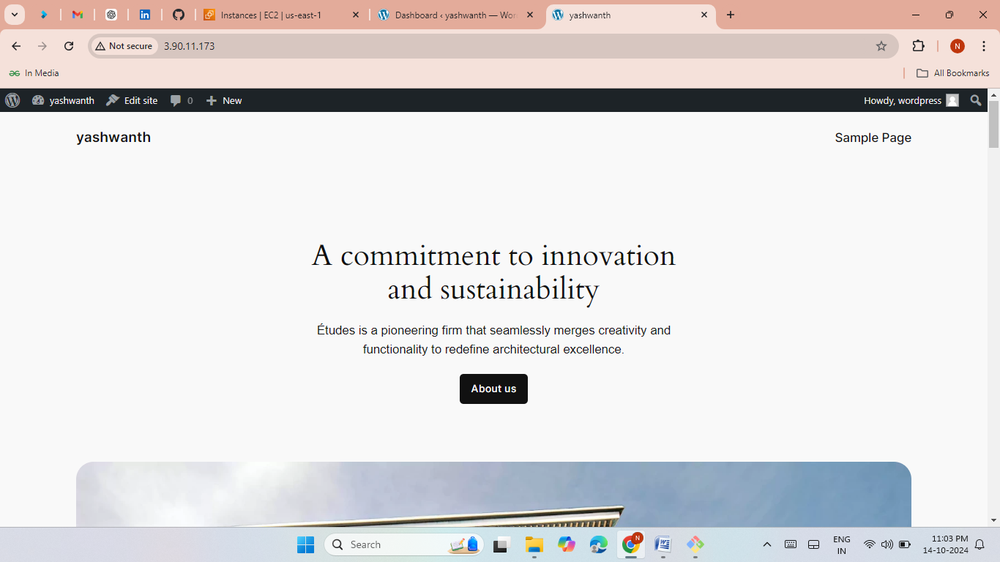 Instances | EC2 | us-east-1
Dashboard ‹ yashwanth — Wor
yashwanth
Not secure
3.90.11.173
N
In Media
All Bookmarks
yashwanth
Edit site
0
New
Howdy, wordpress
yashwanth
Sample Page
A commitment to innovation
and sustainability
Études is a pioneering firm that seamlessly merges creativity and
functionality to redefine architectural excellence.
About us
Search
N
ENG
IN
11:03 PM
14-10-2024